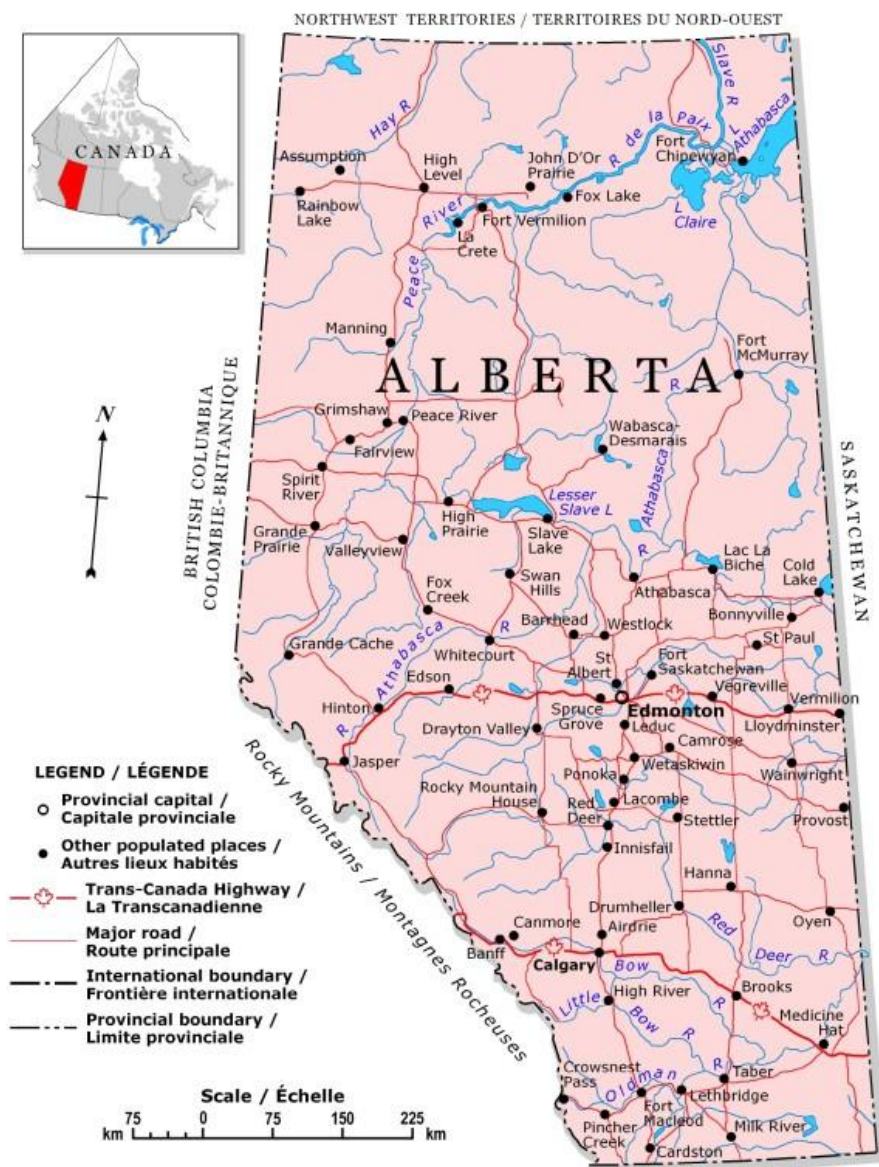 NORTHWEST TERRITORIES / TERRITOIRES DU NORD-OUEST
CANADA
Slave R
Hay R
R de la Paix
L Athabasca
Fort
Chipewyan
Assumption
High
Level
John D'Or
Prairie
Rainbow
Lake
River
Fort Vermilion
Fox Lake
L
Claire
La
Crete
Peace
Manning
Fort
McMurray
ALBERTA
N
BRITISH COLUMBIA
COLOMBIE-BRITANNIQUE
SASKATCHEWAN
Grimshaw
Peace River
Fairview
Wabasca-
Desmarais
Athabasca R
Spirit
River
High
Prairie
Lesser
Slave L
Slave
Lake
Grande
Prairie
Valleyview
R
Lac La
Biche
Cold
Lake
Fox
Creek
Swan
Hills
Athabasca
Bonnyville
Barrhead
Westlock
St Paul
Grande Cache
Athabasca
R
Whitecourt
St
Albert
Fort
Saskatchewan
Edson
Vegreville
Vermilion
Hinton
R
Spruce
Grove
Edmonton
Lloydminster
Drayton Valley
Leduc
Camrose
Jasper
Wetaskiwin
Wainwright
Ponoka
Rocky Mountain
House
Red
Deer
Lacombe
Stettler
Provost
Innisfail
Rocky Mountains / Montagnes Rocheuses
Hanna
Drumheller
Oyen
Canmore
Airdrie
Red Deer R
Banff
Calgary
Bow R
Little Bow R
High River
Brooks
Medicine
Hat
Crowsnest
Pass
Oldman R
Taber
Lethbridge
Fort
Macleod
Pincher
Creek
Milk River
Cardston
LEGEND / LÉGENDE
Provincial capital /
Capitale provinciale
Other populated places /
Autres lieux habités
Trans-Canada Highway /
La Transcanadienne
Major road /
Route principale
International boundary /
Frontière internationale
Provincial boundary /
Limite provinciale
Scale / Échelle
75 0 75 150 225
km km